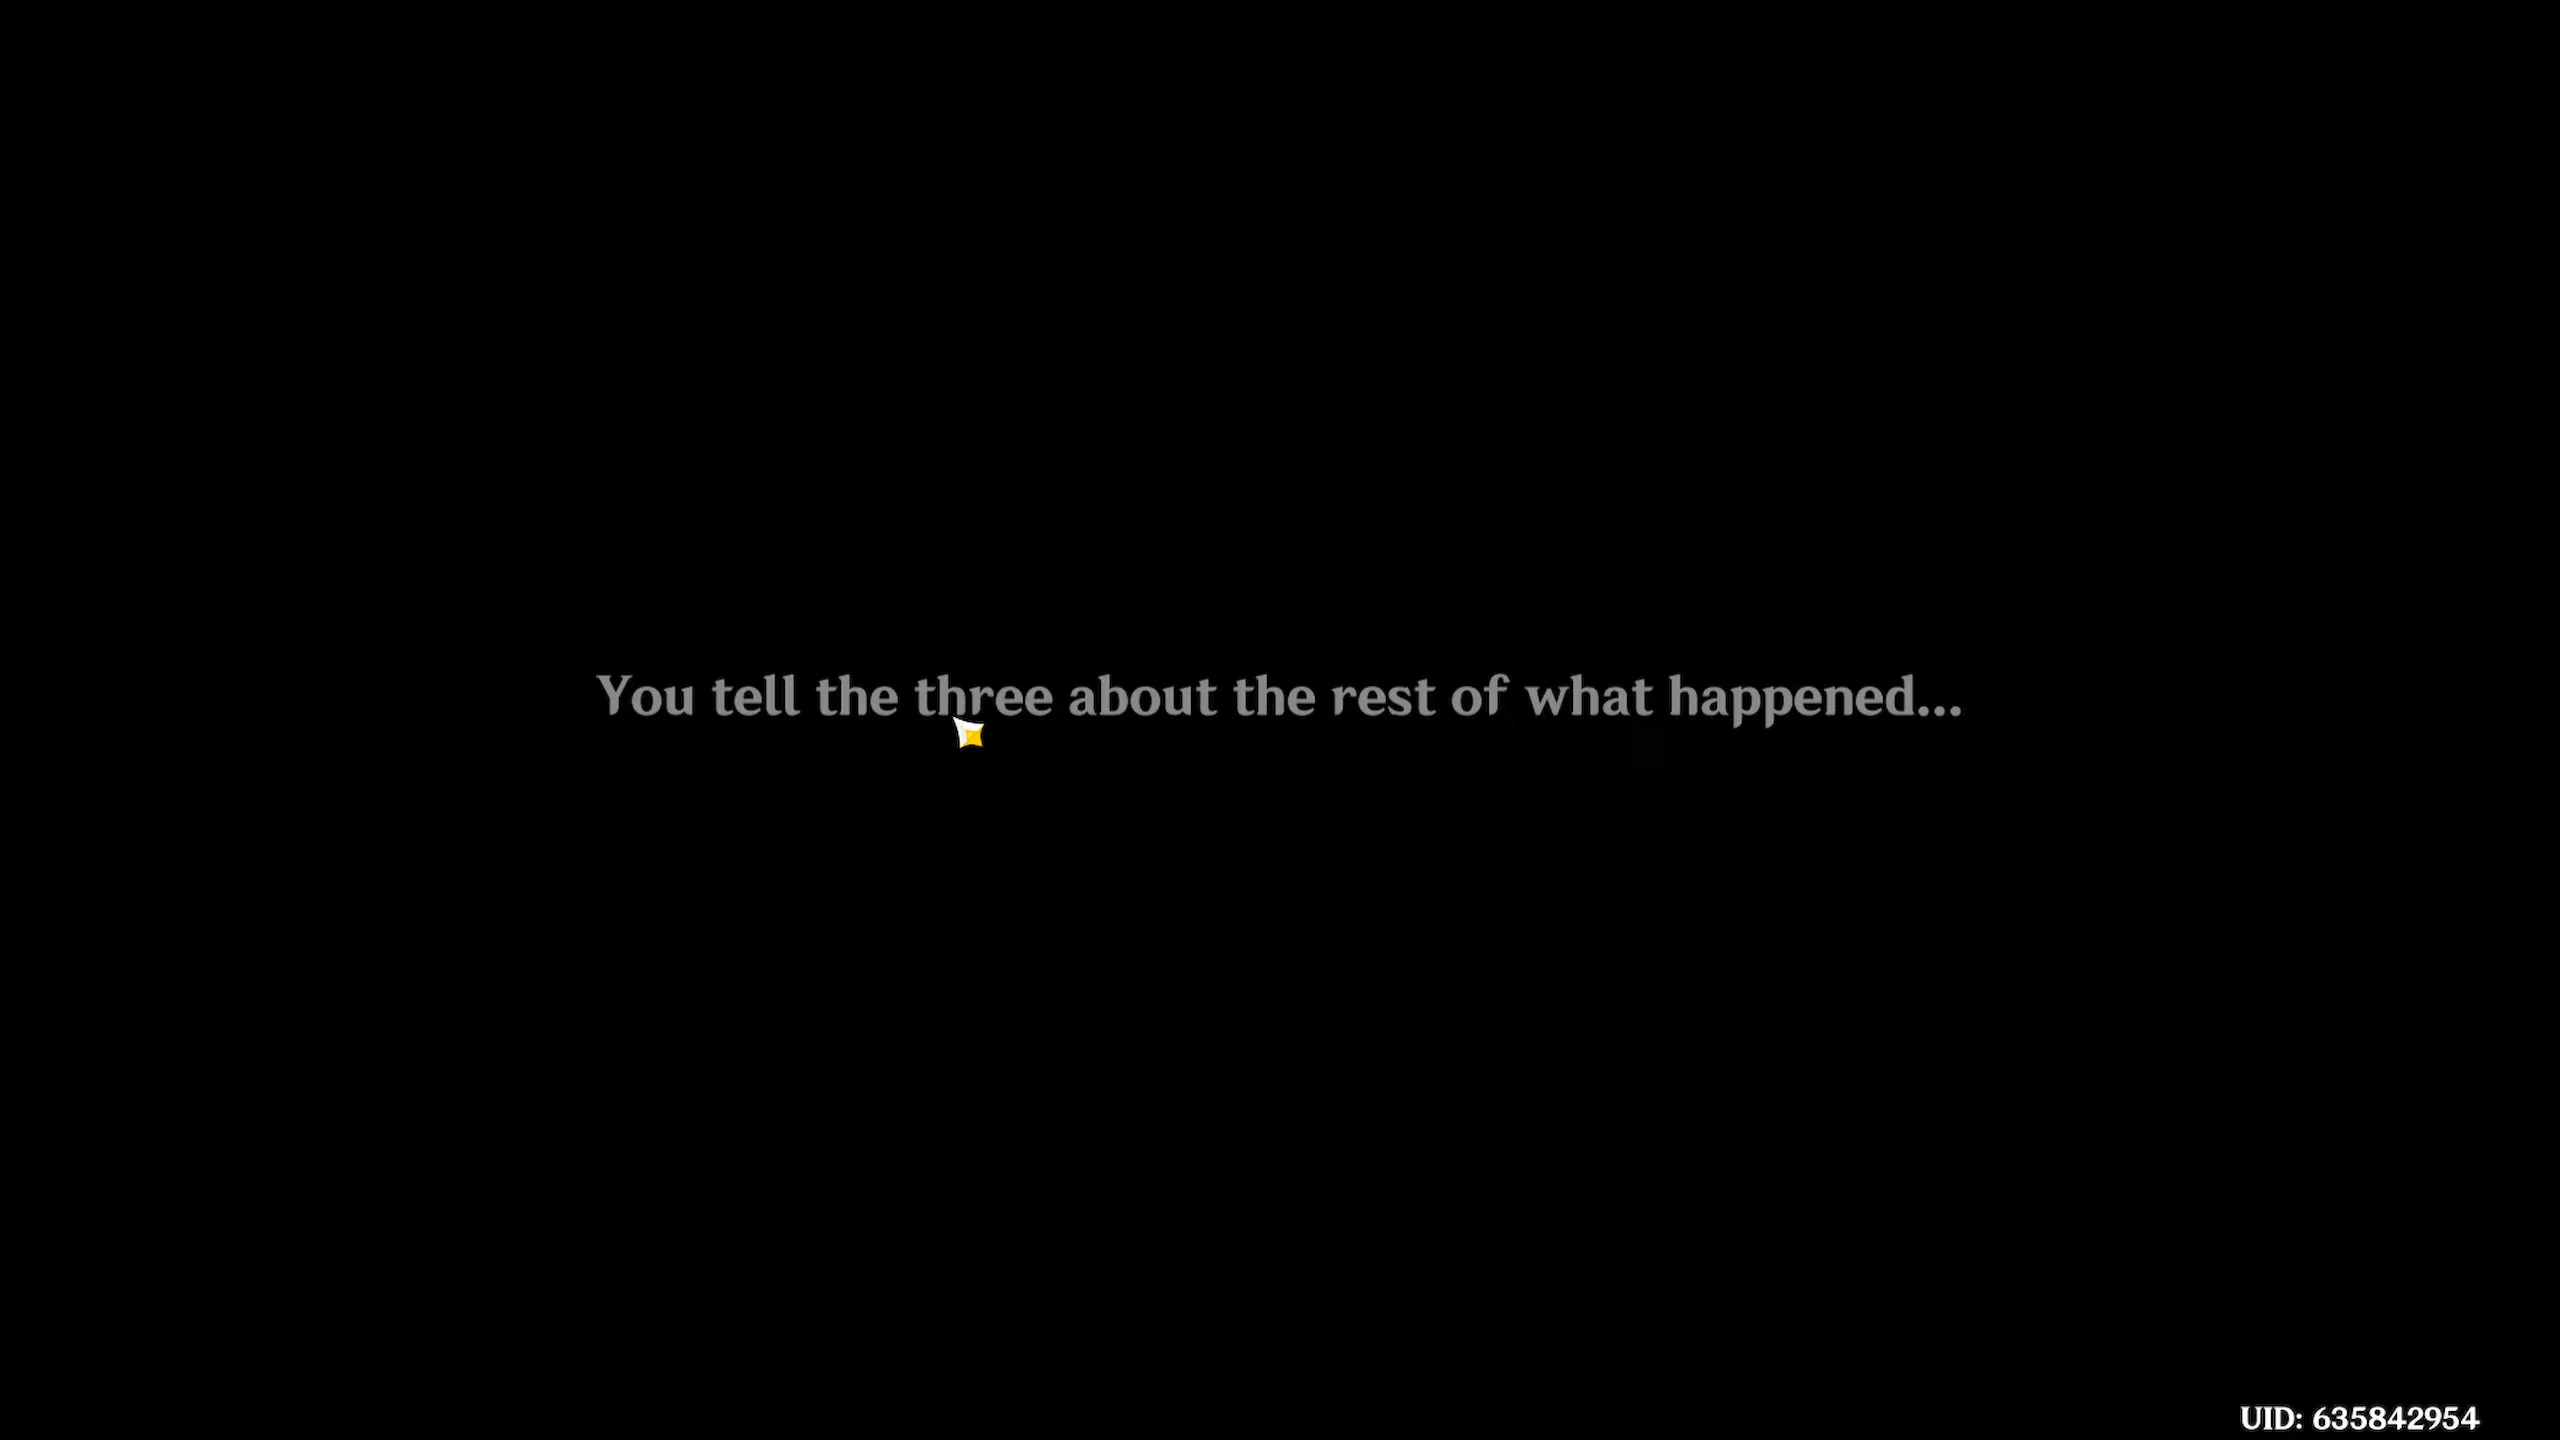 You tell the three about the rest of what happened...
UID: 635842954